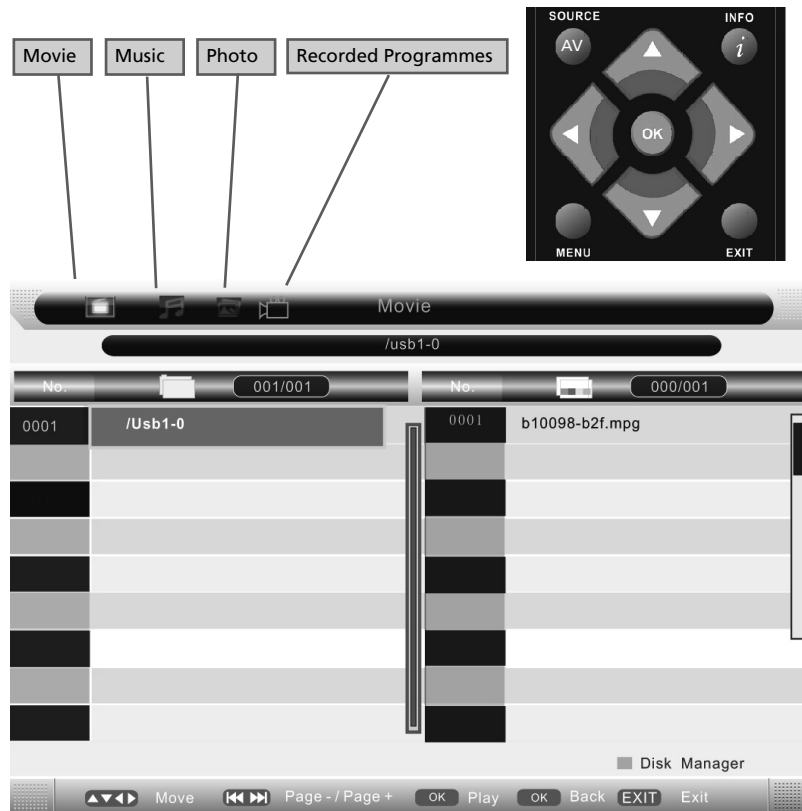 SOURCE INFO
AV i
Movie Music Photo Recorded Programmes
OK
MENU EXIT
Movie
/usb1-0
No. 001/001 No. 000/001
0001 /Usb1-0 0001 b10098-b2f.mpg
Disk Manager
Move Page - / Page + OK Play OK Back EXIT Exit